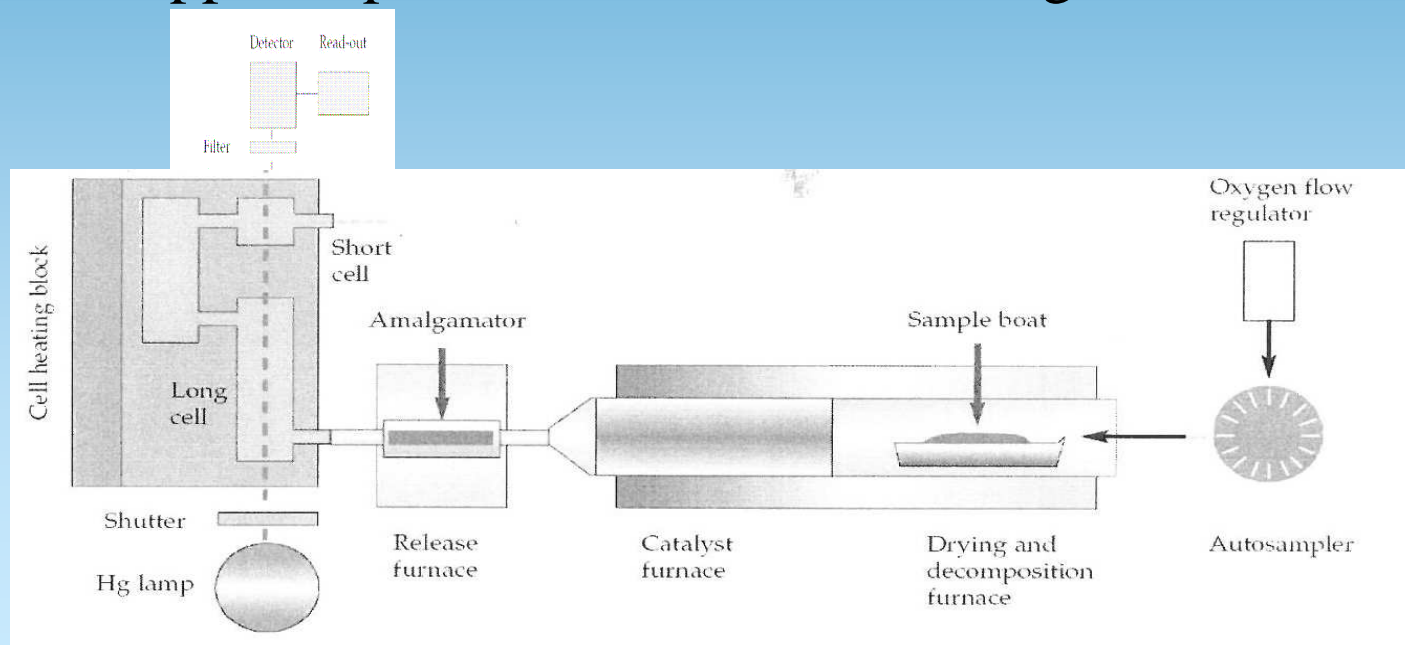 Detector
Read-out
Filter
Oxygen flow
regulator
Cell heating block
Short
cell
Amalgamator
Sample boat
Long
cell
Shutter
Hg lamp
Release
furnace
Catalyst
furnace
Drying and
decomposition
furnace
Autosampler